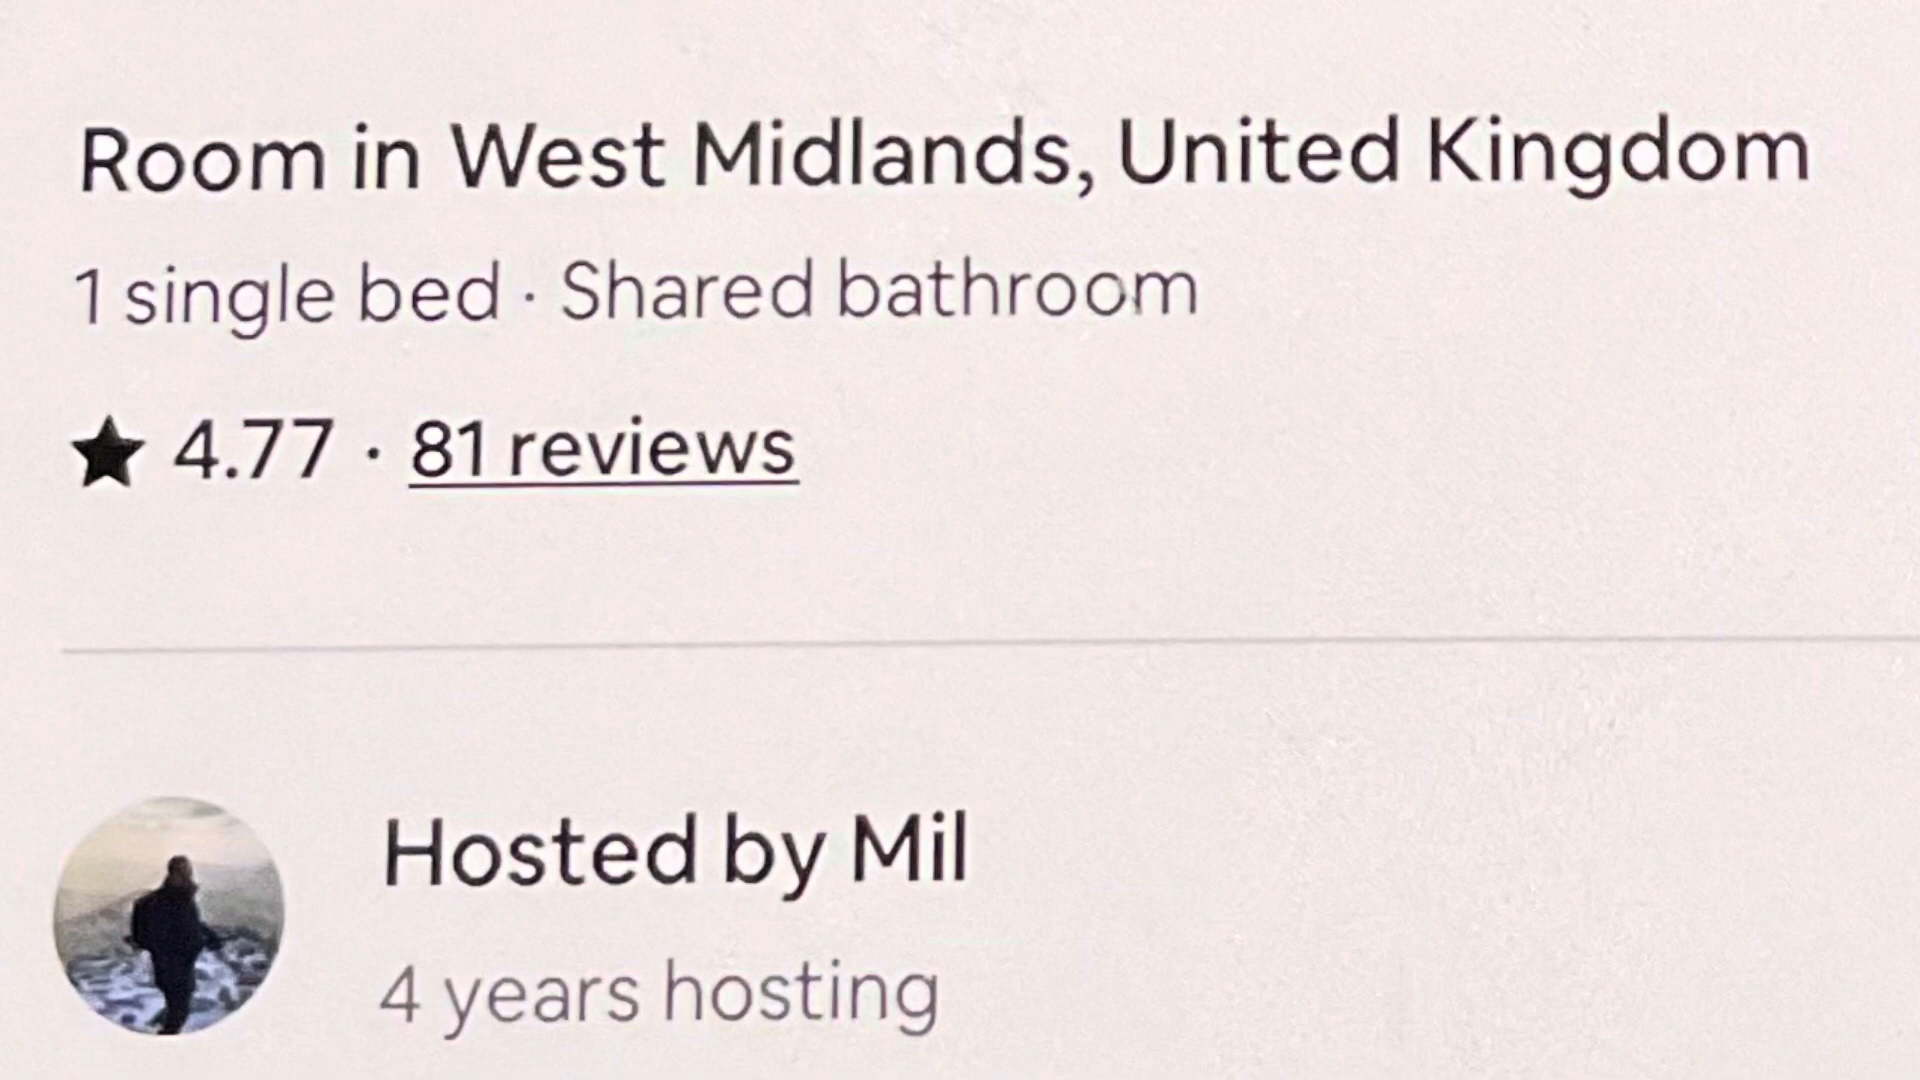 Room in West Midlands, United Kingdom
1 single bed · Shared bathroom
★ 4.77 · 81 reviews
Hosted by Mil
4 years hosting